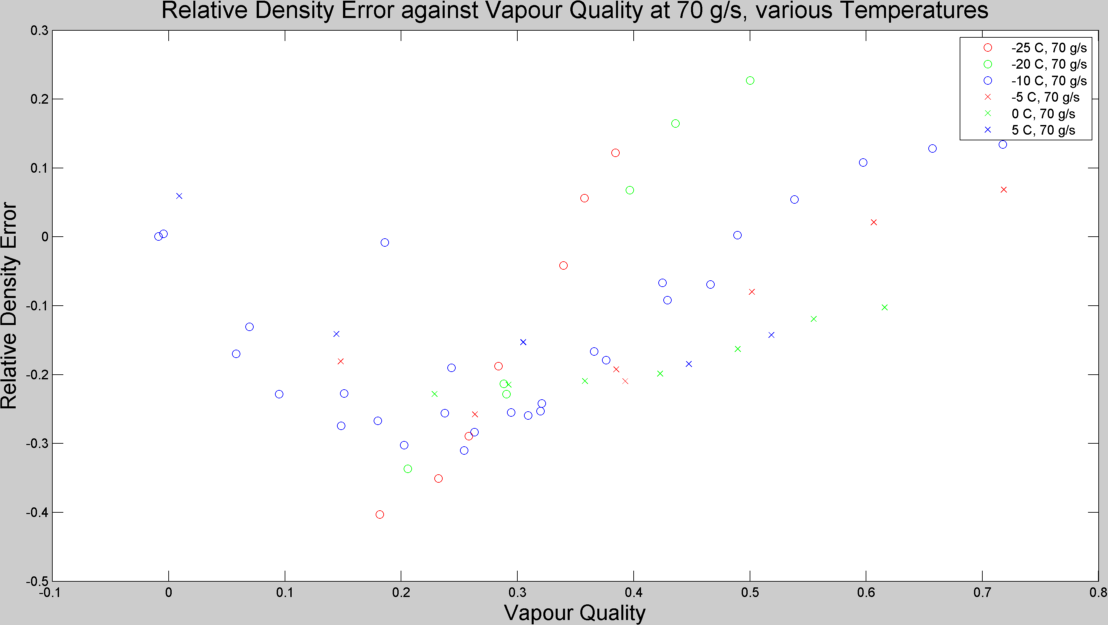 Relative Density Error against Vapour Quality at 70 g/s, various Temperatures
0.3
0.2
0.1
0
-0.1
-0.2
-0.3
-0.4
-0.5
Relative Density Error
-25 C, 70 g/s
-20 C, 70 g/s
-10 C, 70 g/s
-5 C, 70 g/s
0 C, 70 g/s
5 C, 70 g/s
-0.1 0 0.1 0.2 0.3 0.4 0.5 0.6 0.7 0.8
Vapour Quality